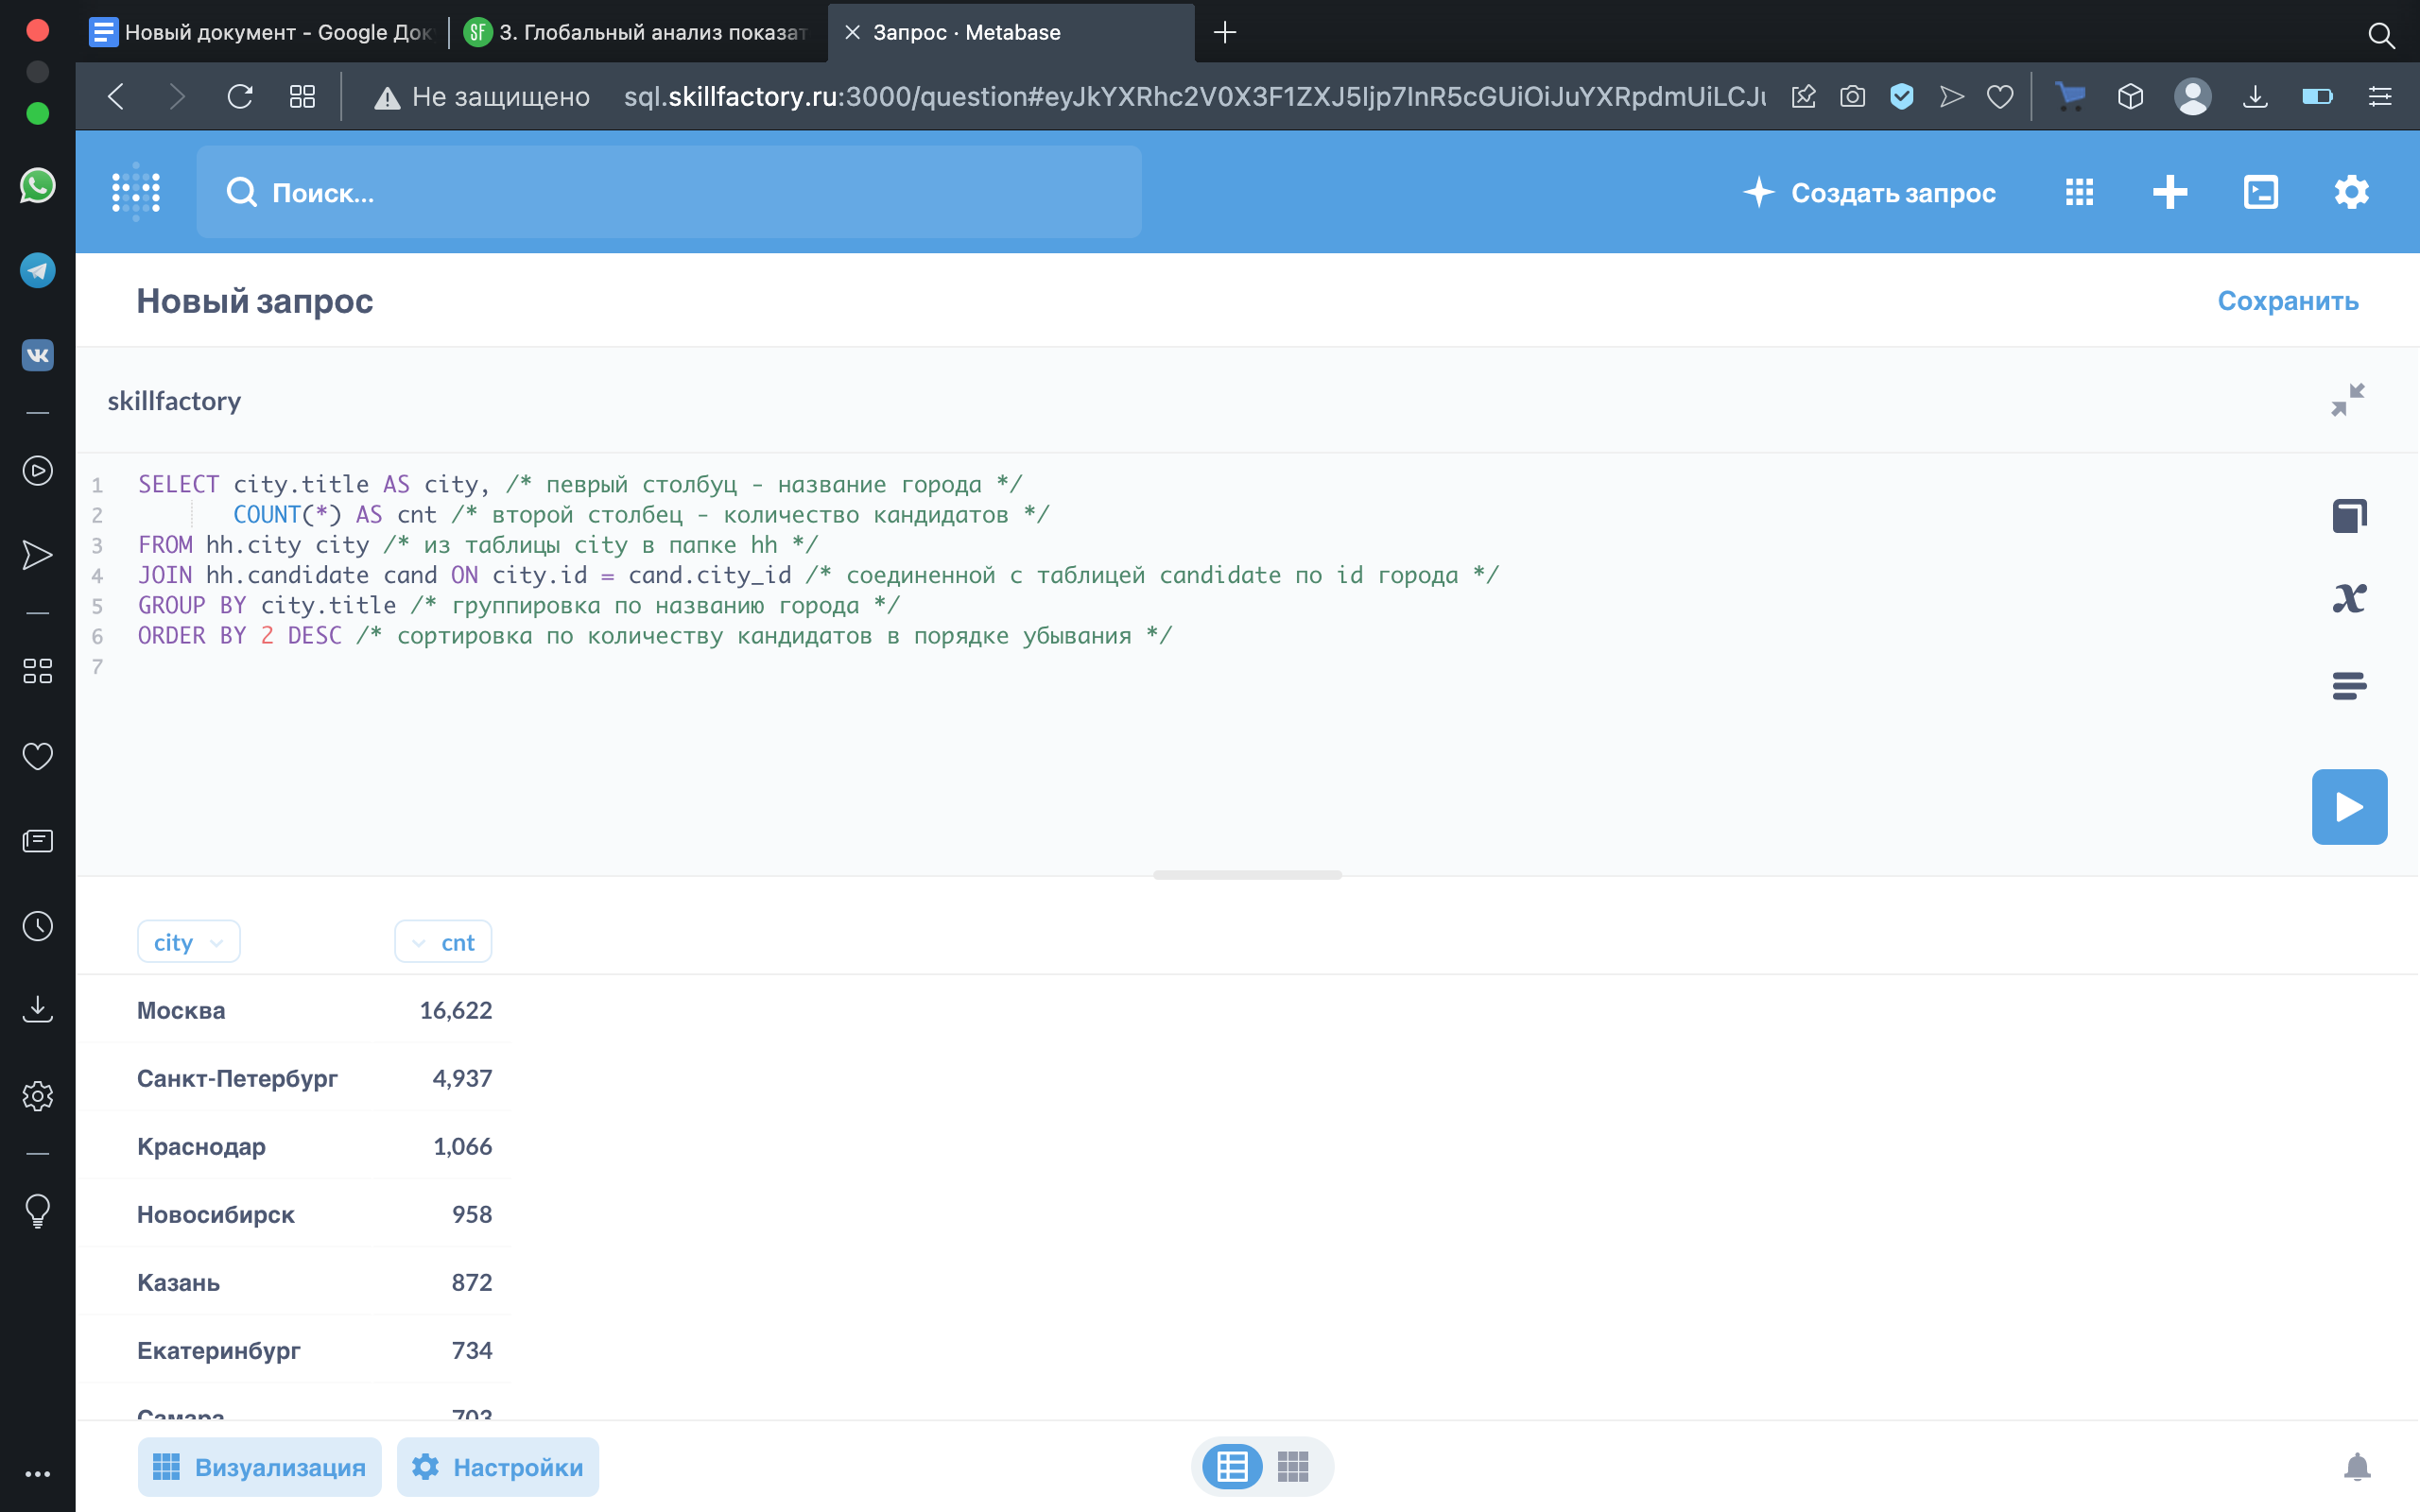 Новый документ - Google Док
SF 3. Глобальный анализ показат
Запрос · Metabase
Не защищено sql.skillfactory.ru:3000/question#eyJkYXRhc2V0X3F1ZXJ5Ijp7InR5cGUiOiJuYXRpdmUiLCJu
Поиск...
Создать запрос
Новый запрос
Сохранить
skillfactory
1 SELECT city.title AS city, /* певрый столбуц - название города */
2 COUNT(*) AS cnt /* второй столбец - количество кандидатов */
3 FROM hh.city city /* из таблицы city в папке hh */
4 JOIN hh.candidate cand ON city.id = cand.city_id /* соединенной с таблицей candidate по id города */
5 GROUP BY city.title /* группировка по названию города */
6 ORDER BY 2 DESC /* сортировка по количеству кандидатов в порядке убывания */
7
city cnt
Москва 16,622
Санкт-Петербург 4,937
Краснодар 1,066
Новосибирск 958
Казань 872
Екатеринбург 734
Самара 703
Визуализация
Настройки